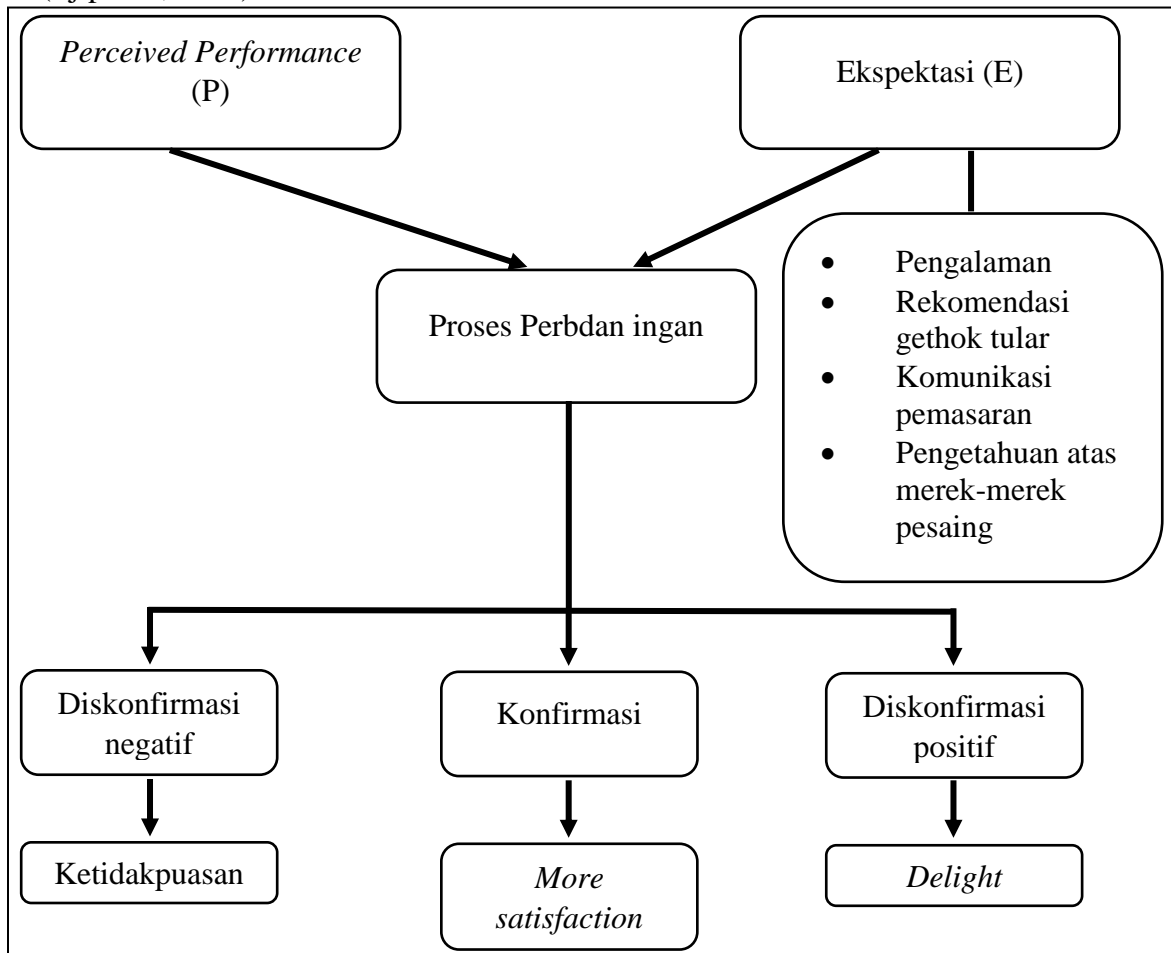 Perceived Performance
(P)
Ekspektasi (E)
Proses Perbdan ingan
• Pengalaman
• Rekomendasi
gethok tular
• Komunikasi
pemasaran
• Pengetahuan atas
merek-merek
pesaing
Diskonfirmasi
negatif
Konfirmasi
Diskonfirmasi
positif
Ketidakpuasan
More
satisfaction
Delight